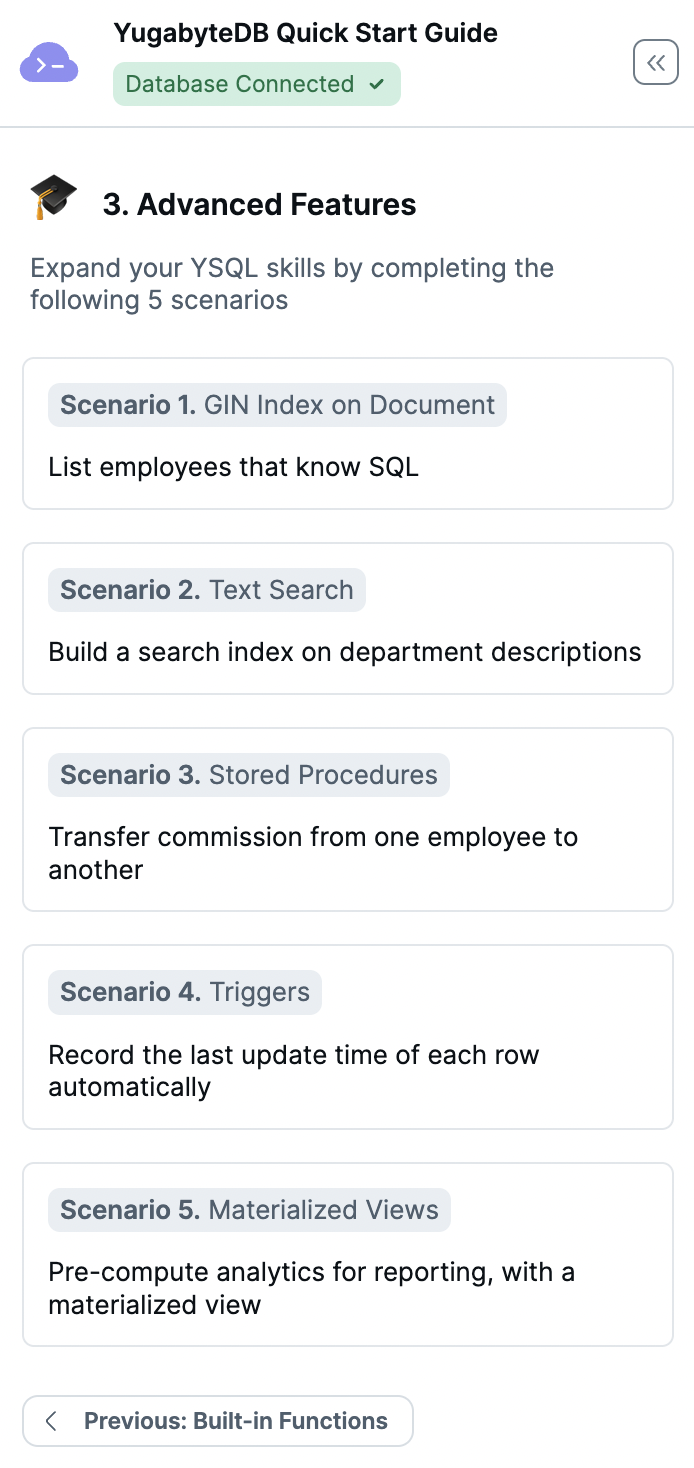 YugabyteDB Quick Start Guide
Database Connected
3. Advanced Features
Expand your YSQL skills by completing the
following 5 scenarios
Scenario 1. GIN Index on Document
List employees that know SQL
Scenario 2. Text Search
Build a search index on department descriptions
Scenario 3. Stored Procedures
Transfer commission from one employee to
another
Scenario 4. Triggers
Record the last update time of each row
automatically
Scenario 5. Materialized Views
Pre-compute analytics for reporting, with a
materialized view
Previous: Built-in Functions